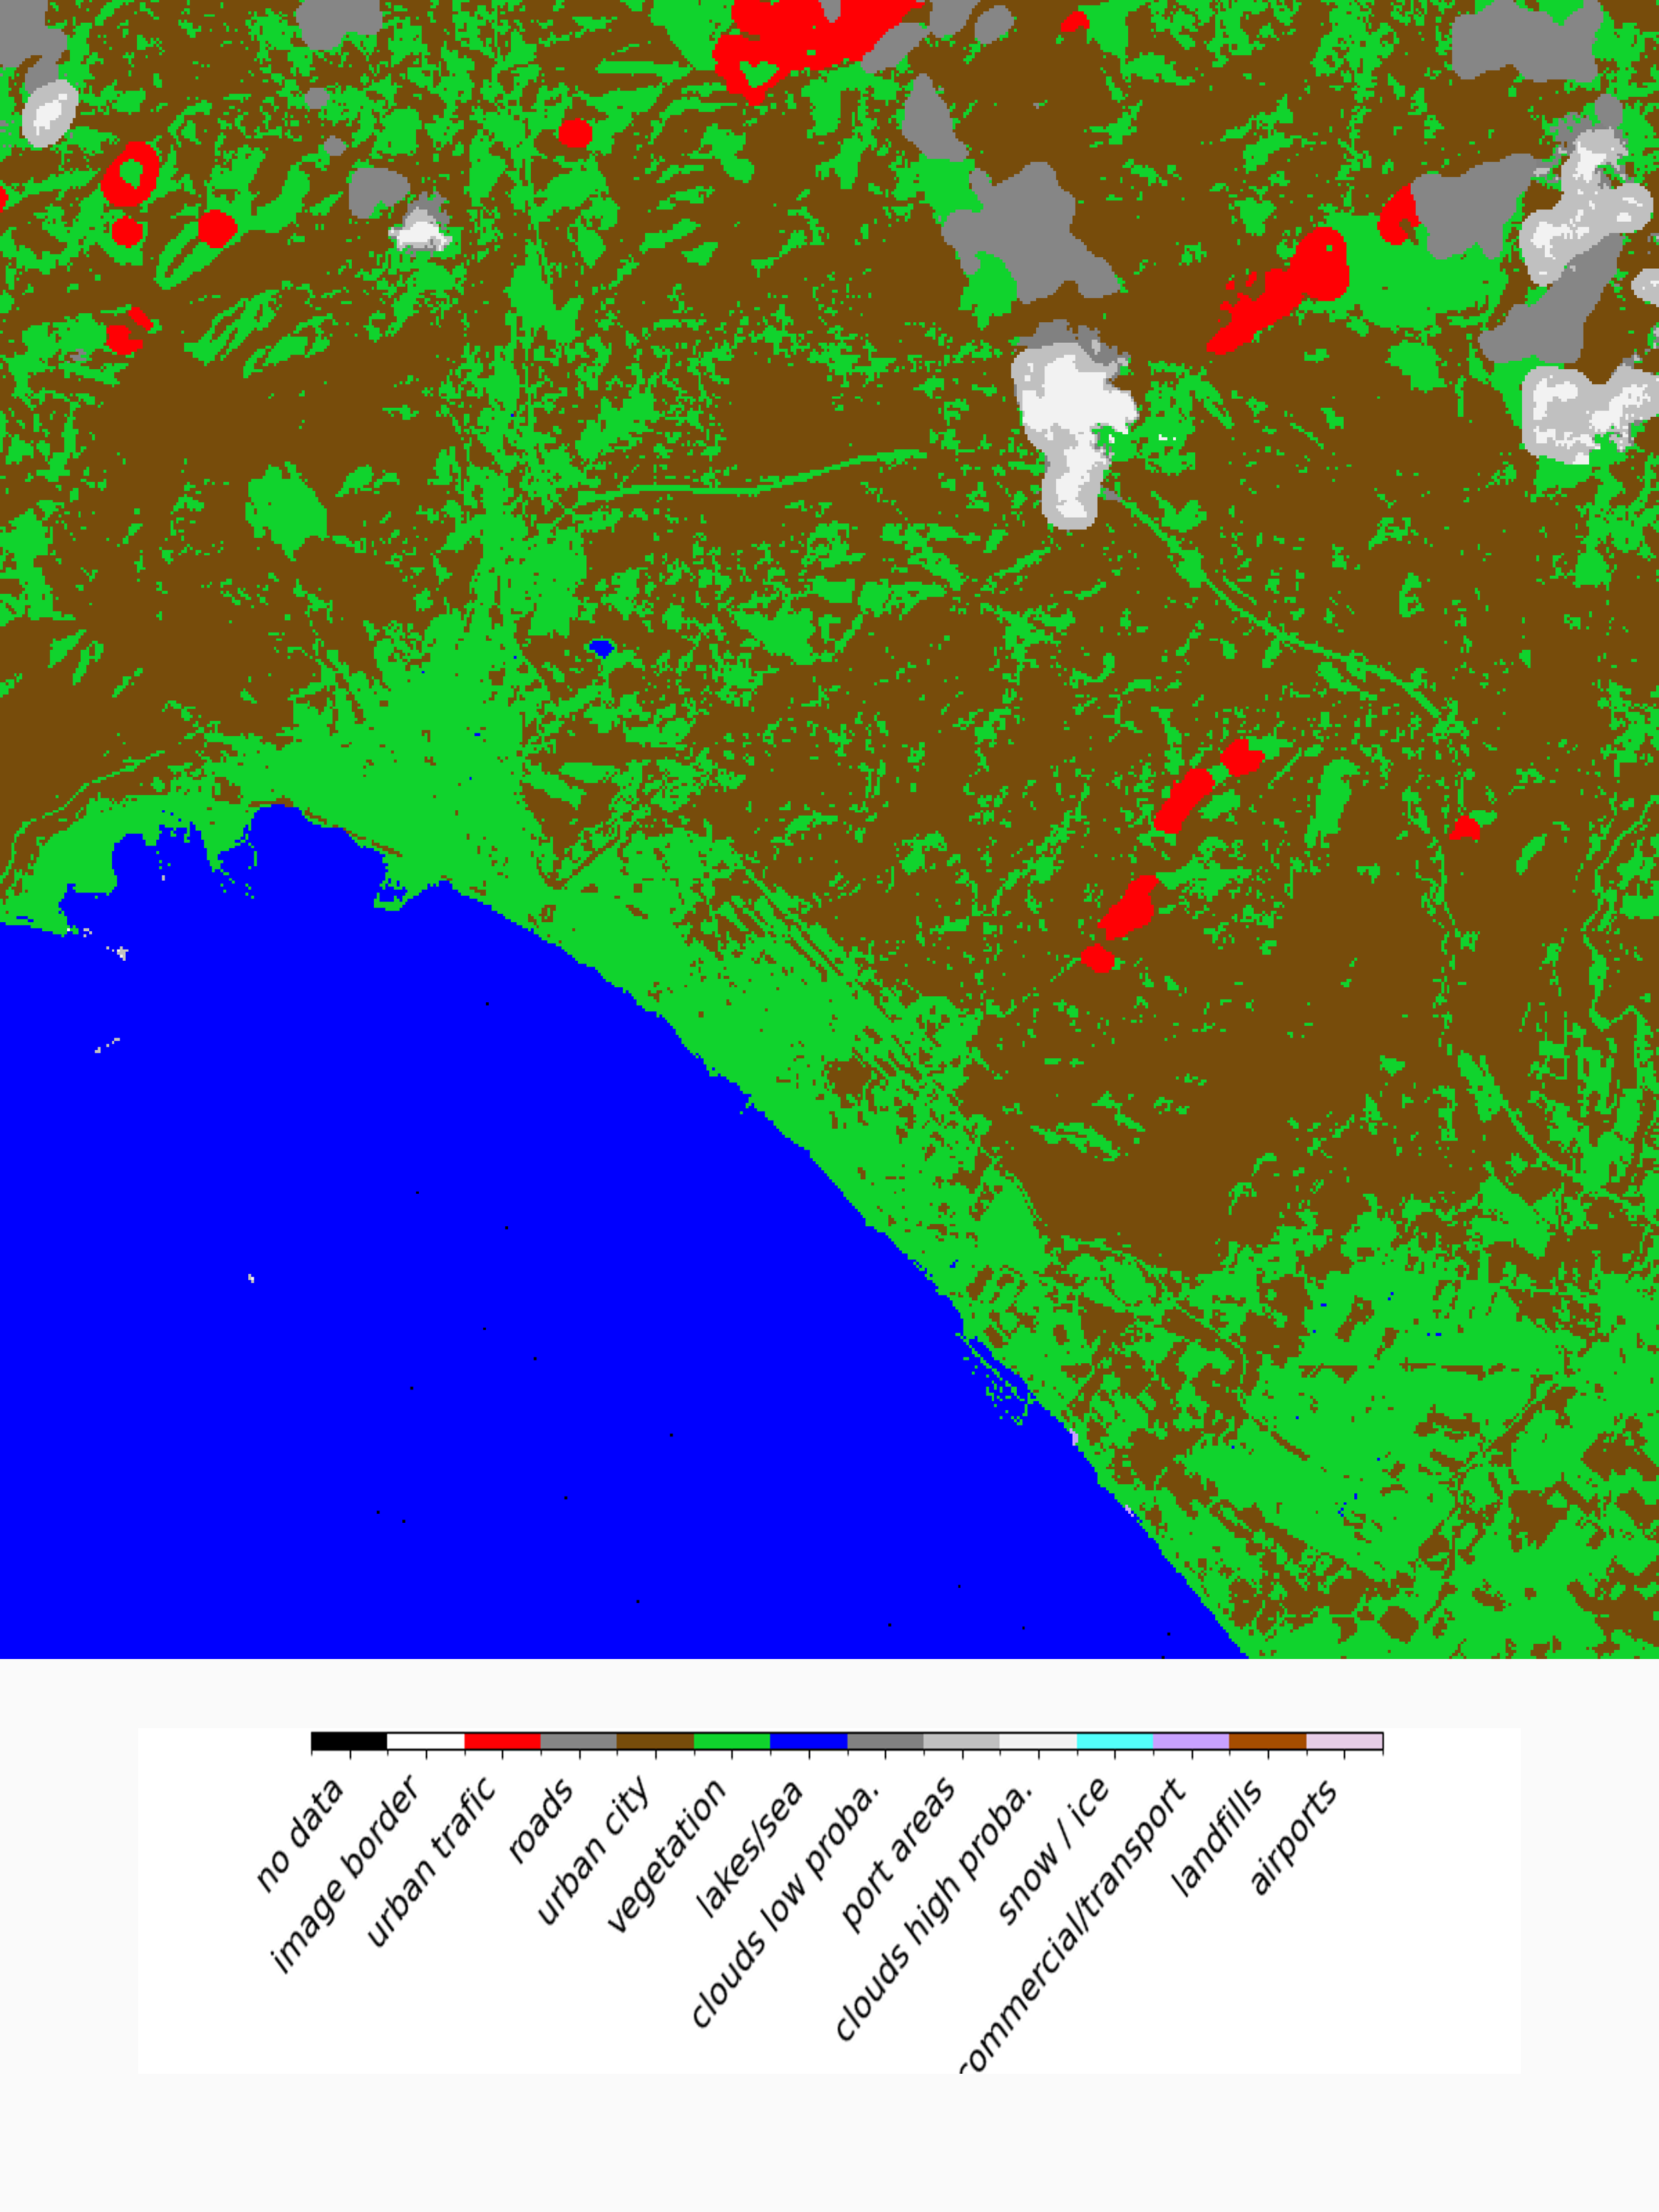 no data
image border
urban trafic
roads
urban city
vegetation
lakes/sea
clouds low proba.
port areas
clouds high proba.
snow / ice
ommercial/transport
landfills
airports